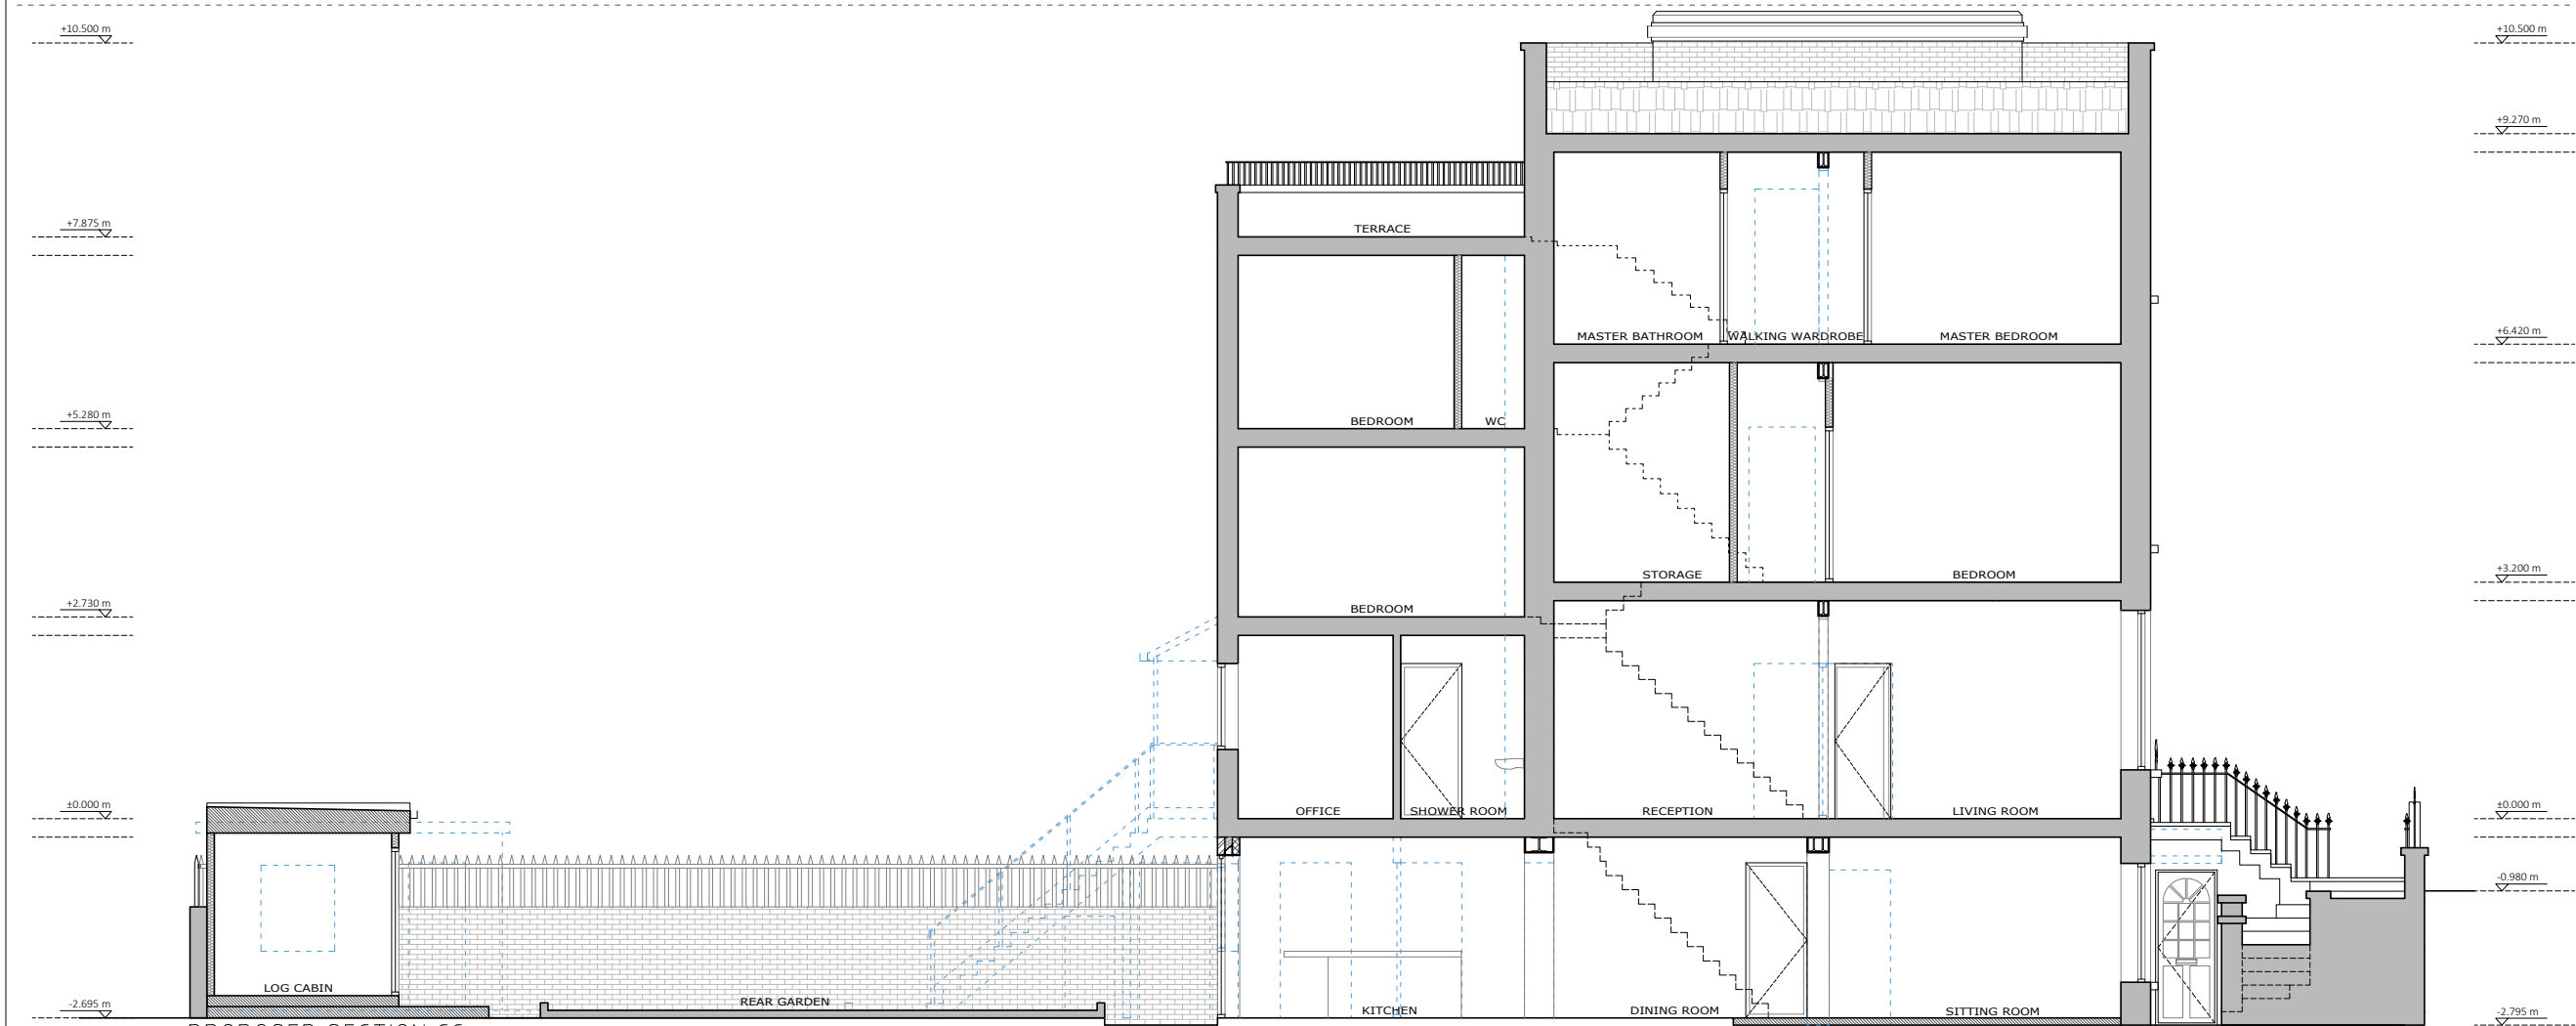 +10.500 m
+10.500 m
+9.270 m
+7.875 m
TERRACE
+6.420 m
MASTER BATHROOM
WALKING WARDROBE
MASTER BEDROOM
+5.280 m
BEDROOM
WC
+3.200 m
STORAGE
BEDROOM
+2.730 m
BEDROOM
±0.000 m
OFFICE
SHOWER ROOM
RECEPTION
LIVING ROOM
±0.000 m
-0.980 m
LOG CABIN
REAR GARDEN
-2.695 m
KITCHEN
DINING ROOM
SITTING ROOM
-2.795 m
PROPOSED SECTION